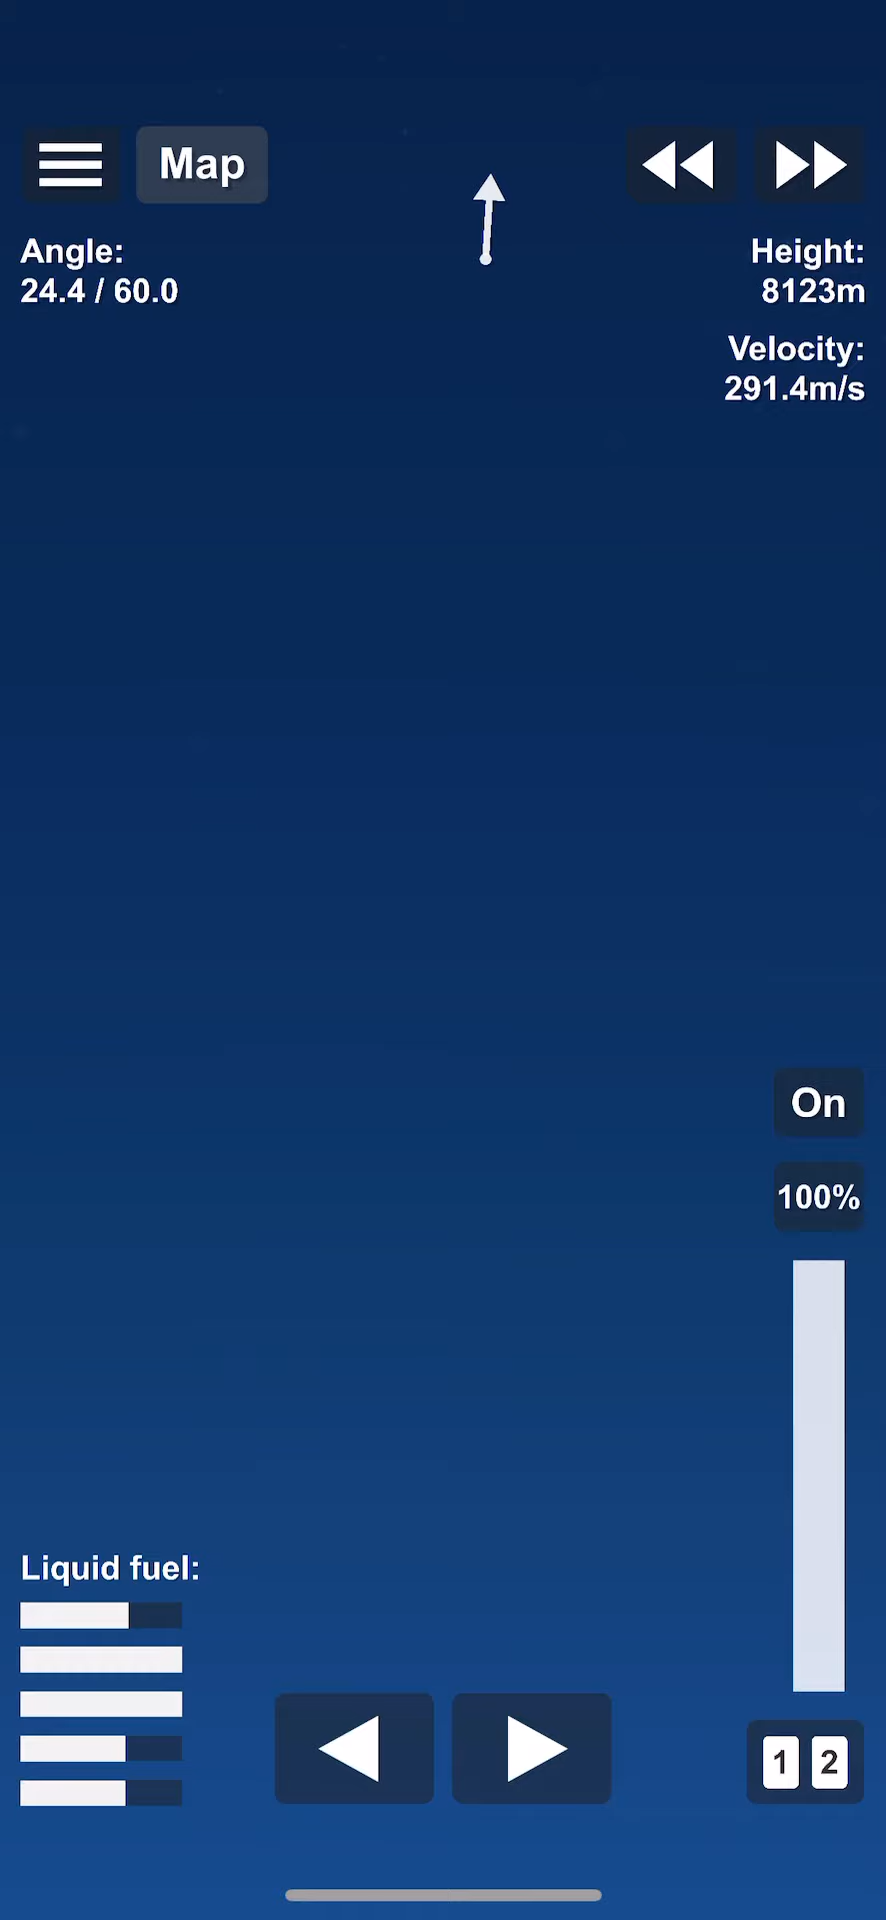 Map
Angle:
24.4 / 60.0
Height:
8123m
Velocity:
291.4m/s
On
100%
Liquid fuel:
1 2